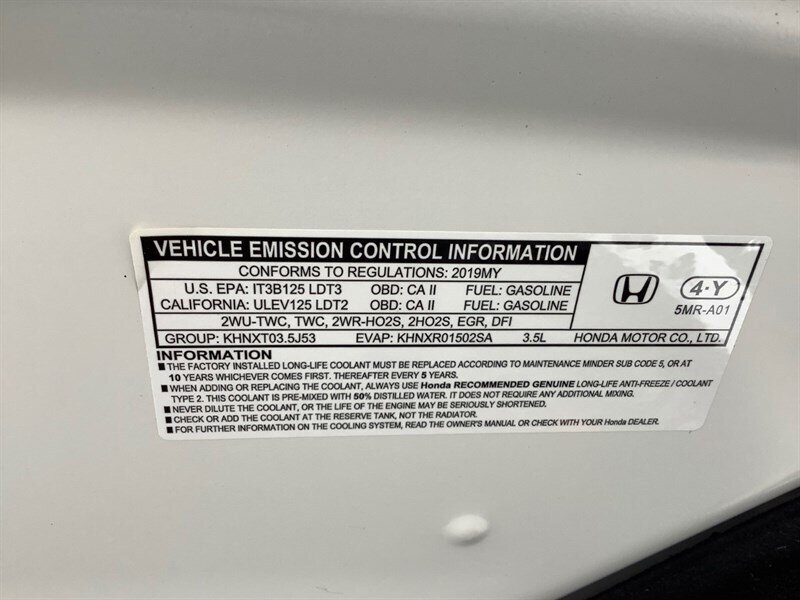 VEHICLE EMISSION CONTROL INFORMATION
CONFORMS TO REGULATIONS: 2019MY
U.S. EPA: IT3B125 LDT3 OBD: CA II FUEL: GASOLINE
CALIFORNIA: ULEV125 LDT2 OBD: CA II FUEL: GASOLINE
2WU-TWC, TWC, 2WR-HO2S, 2HO2S, EGR, DFI
GROUP: KHNXT03.5J53 EVAP: KHNXR01502SA 3.5L HONDA MOTOR CO., LTD.
4·Y
5MR-A01
INFORMATION
■ THE FACTORY INSTALLED LONG-LIFE COOLANT MUST BE REPLACED ACCORDING TO MAINTENANCE MINDER SUB CODE 5, OR AT
10 YEARS WHICHEVER COMES FIRST. THEREAFTER EVERY 5 YEARS.
■ WHEN ADDING OR REPLACING THE COOLANT, ALWAYS USE Honda RECOMMENDED GENUINE LONG-LIFE ANTI-FREEZE / COOLANT
TYPE 2. THIS COOLANT IS PRE-MIXED WITH 50% DISTILLED WATER. IT DOES NOT REQUIRE ANY ADDITIONAL MIXING.
■ NEVER DILUTE THE COOLANT, OR THE LIFE OF THE ENGINE MAY BE SERIOUSLY SHORTENED.
■ CHECK OR ADD THE COOLANT AT THE RESERVE TANK, NOT THE RADIATOR.
■ FOR FURTHER INFORMATION ON THE COOLING SYSTEM, READ THE OWNER'S MANUAL OR CHECK WITH YOUR Honda DEALER.